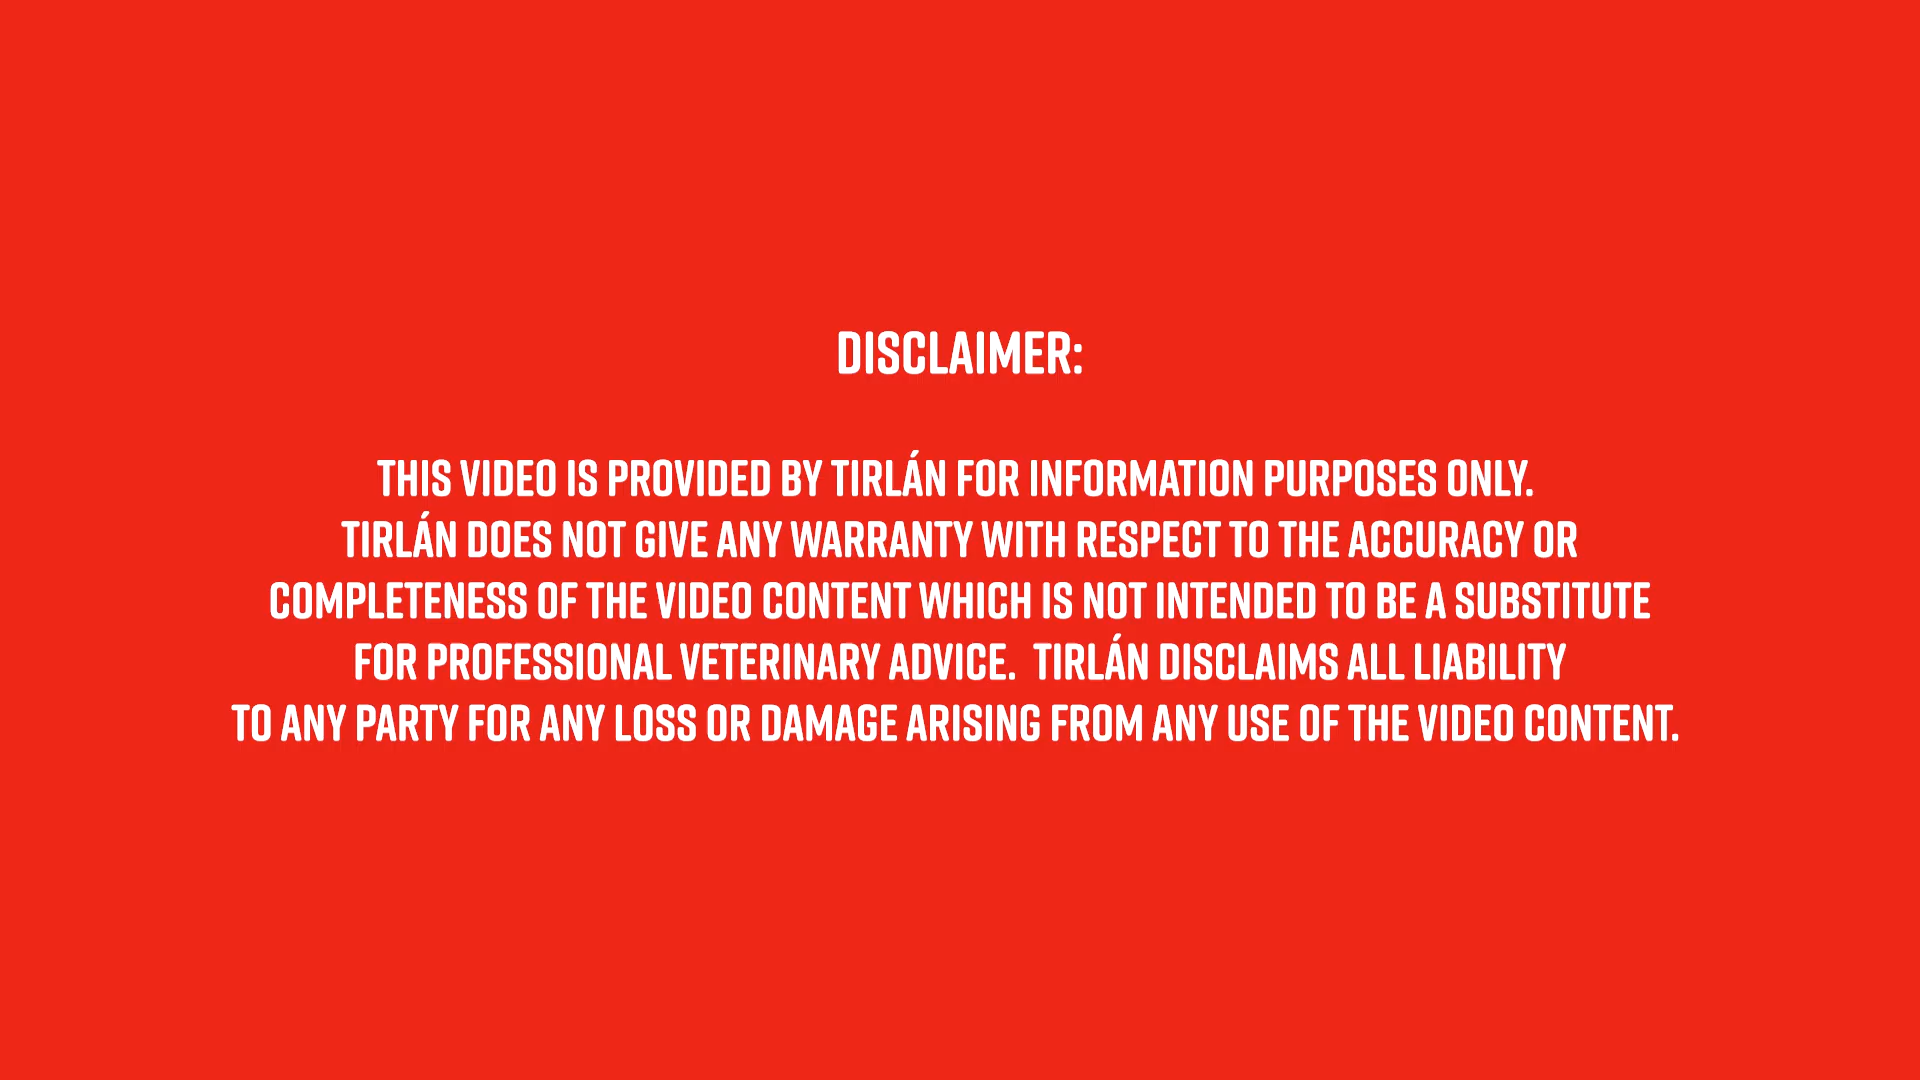 DISCLAIMER:
THIS VIDEO IS PROVIDED BY TIRLÁN FOR INFORMATION PURPOSES ONLY.
TIRLÁN DOES NOT GIVE ANY WARRANTY WITH RESPECT TO THE ACCURACY OR
COMPLETENESS OF THE VIDEO CONTENT WHICH IS NOT INTENDED TO BE A SUBSTITUTE
FOR PROFESSIONAL VETERINARY ADVICE. TIRLÁN DISCLAIMS ALL LIABILITY
TO ANY PARTY FOR ANY LOSS OR DAMAGE ARISING FROM ANY USE OF THE VIDEO CONTENT.